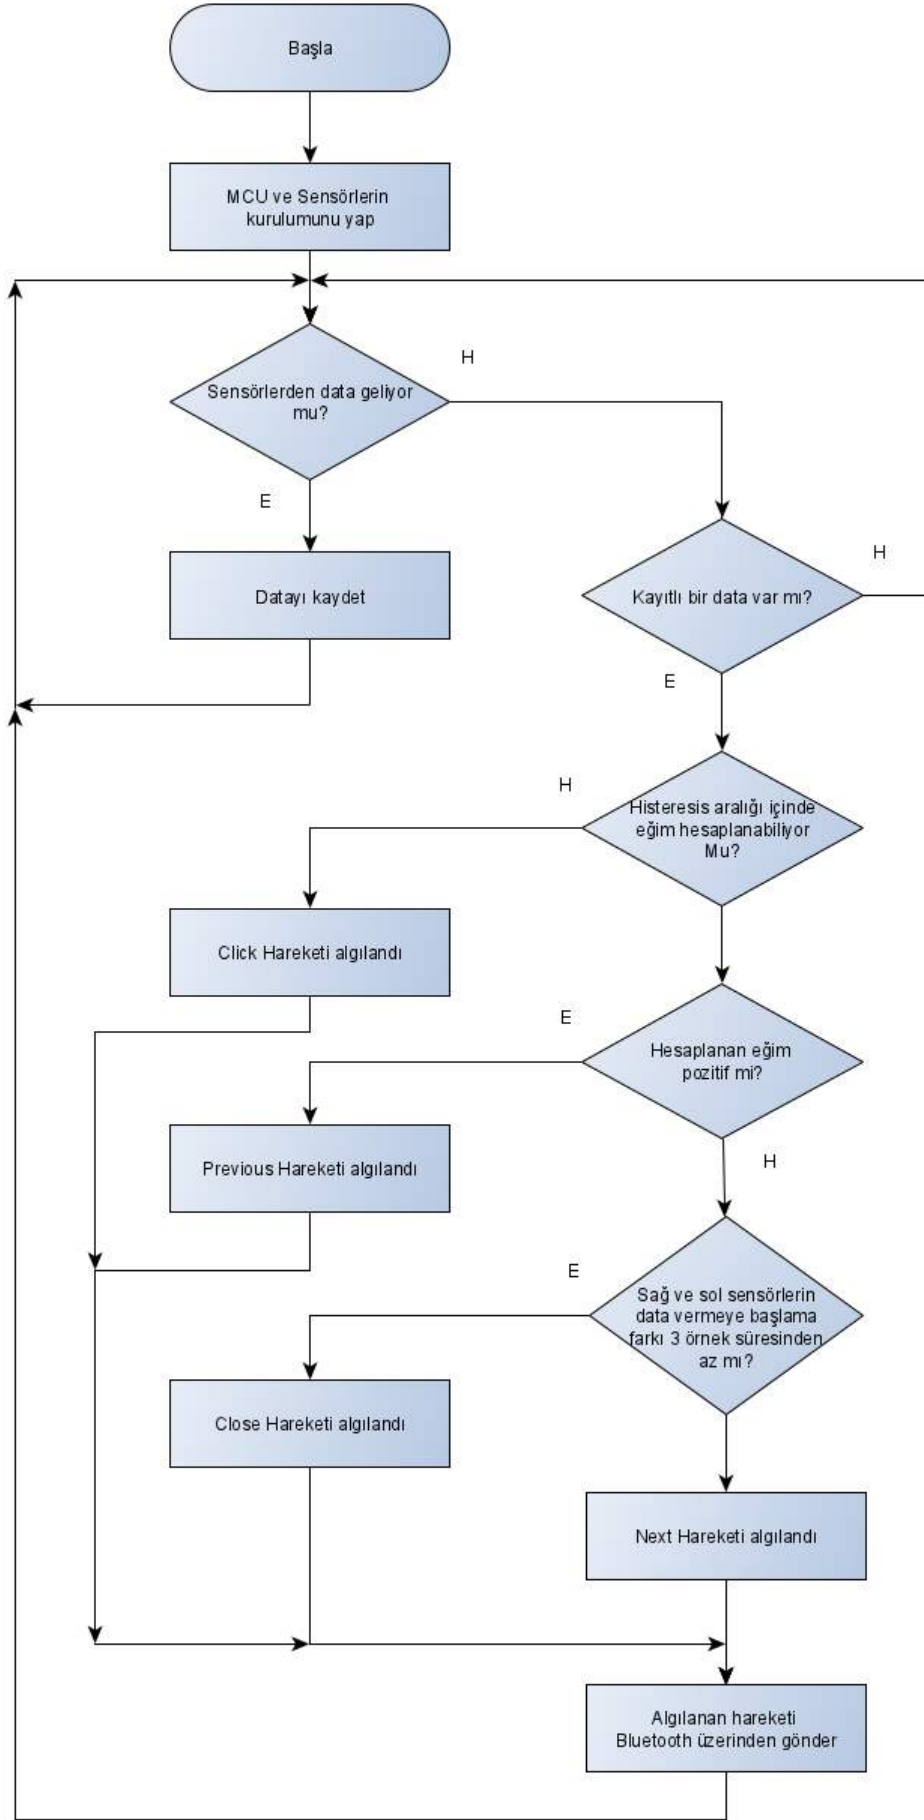 Başla
MCU ve Sensörlerin
kurulumunu yap
Sensörlerden data geliyor
mu?
H
E
Datayı kaydet
Kayıtlı bir data var mı?
H
E
Histeresis aralığı içinde
eğim hesaplanabiliyor
Mu?
H
Click Hareketi algılandı
Hesaplanan eğim
pozitif mi?
E
H
Previous Hareketi algılandı
Sağ ve sol sensörlerin
data vermeye başlama
farkı 3 örnek süresinden
az mı?
E
Close Hareketi algılandı
Next Hareketi algılandı
Algılanan hareketi
Bluetooth üzerinden gönder